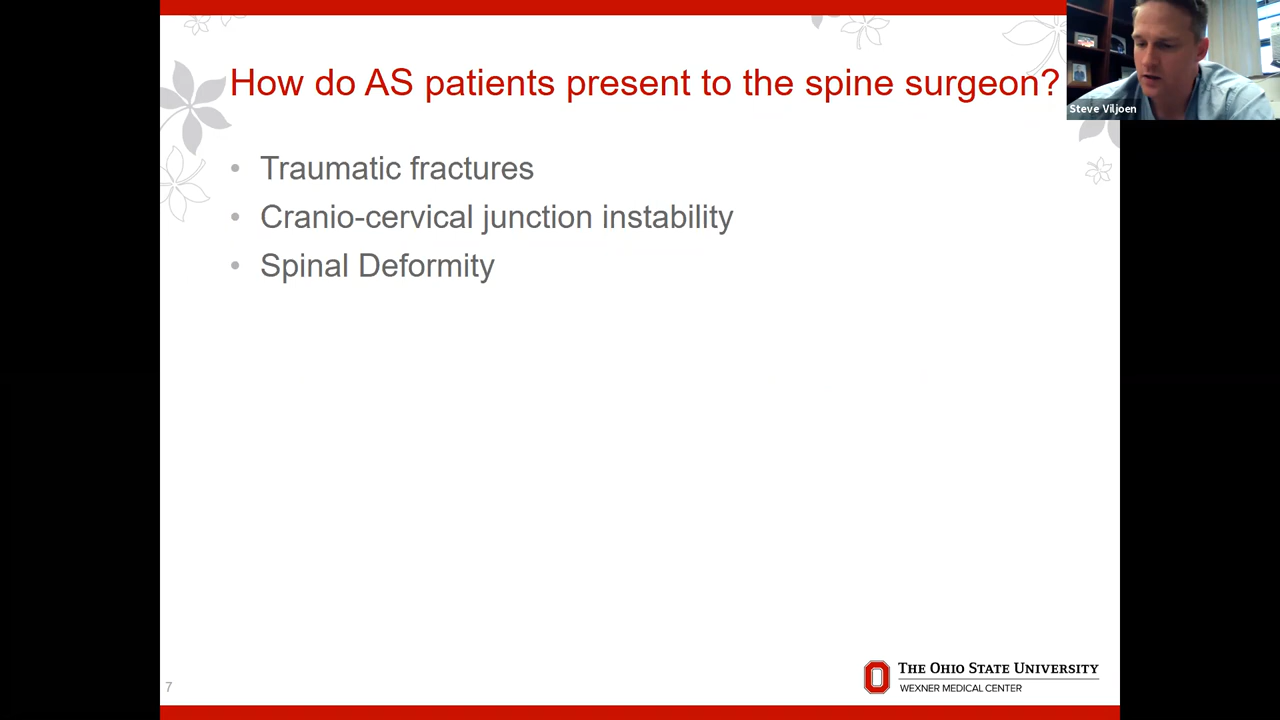 How do AS patients present to the spine surgeon?
Steve Viljoen
• Traumatic fractures
• Cranio-cervical junction instability
• Spinal Deformity
7
THE OHIO STATE UNIVERSITY
WEXNER MEDICAL CENTER